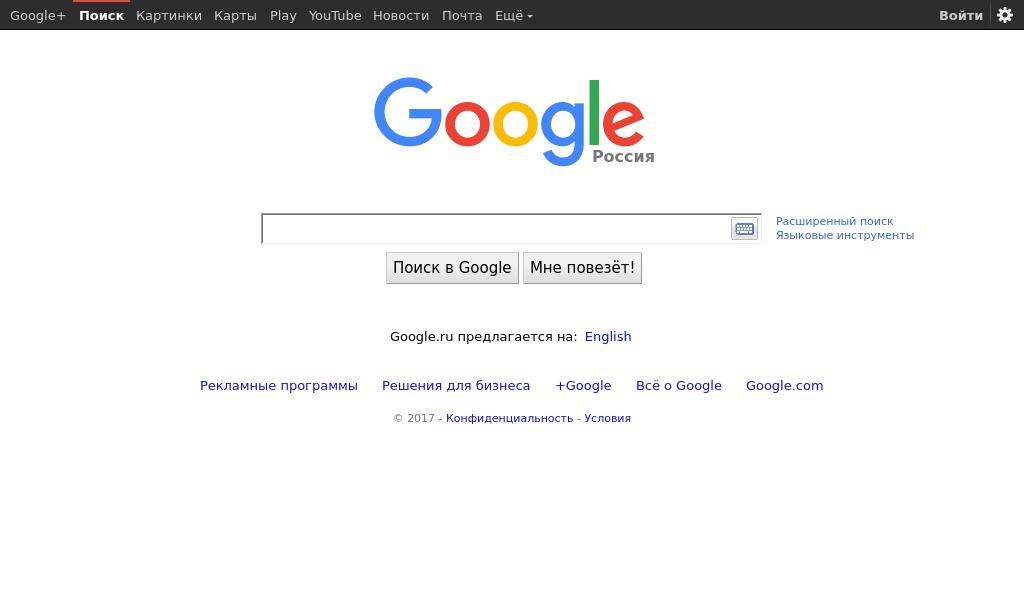 Google+ Поиск Картинки Карты Play YouTube Новости Почта Ещё Войти
Google
Россия
Расширенный поиск
Языковые инструменты
Поиск в Google Мне повезёт!
Google.ru предлагается на: English
Рекламные программы Решения для бизнеса +Google Всё о Google Google.com
© 2017 - Конфиденциальность - Условия